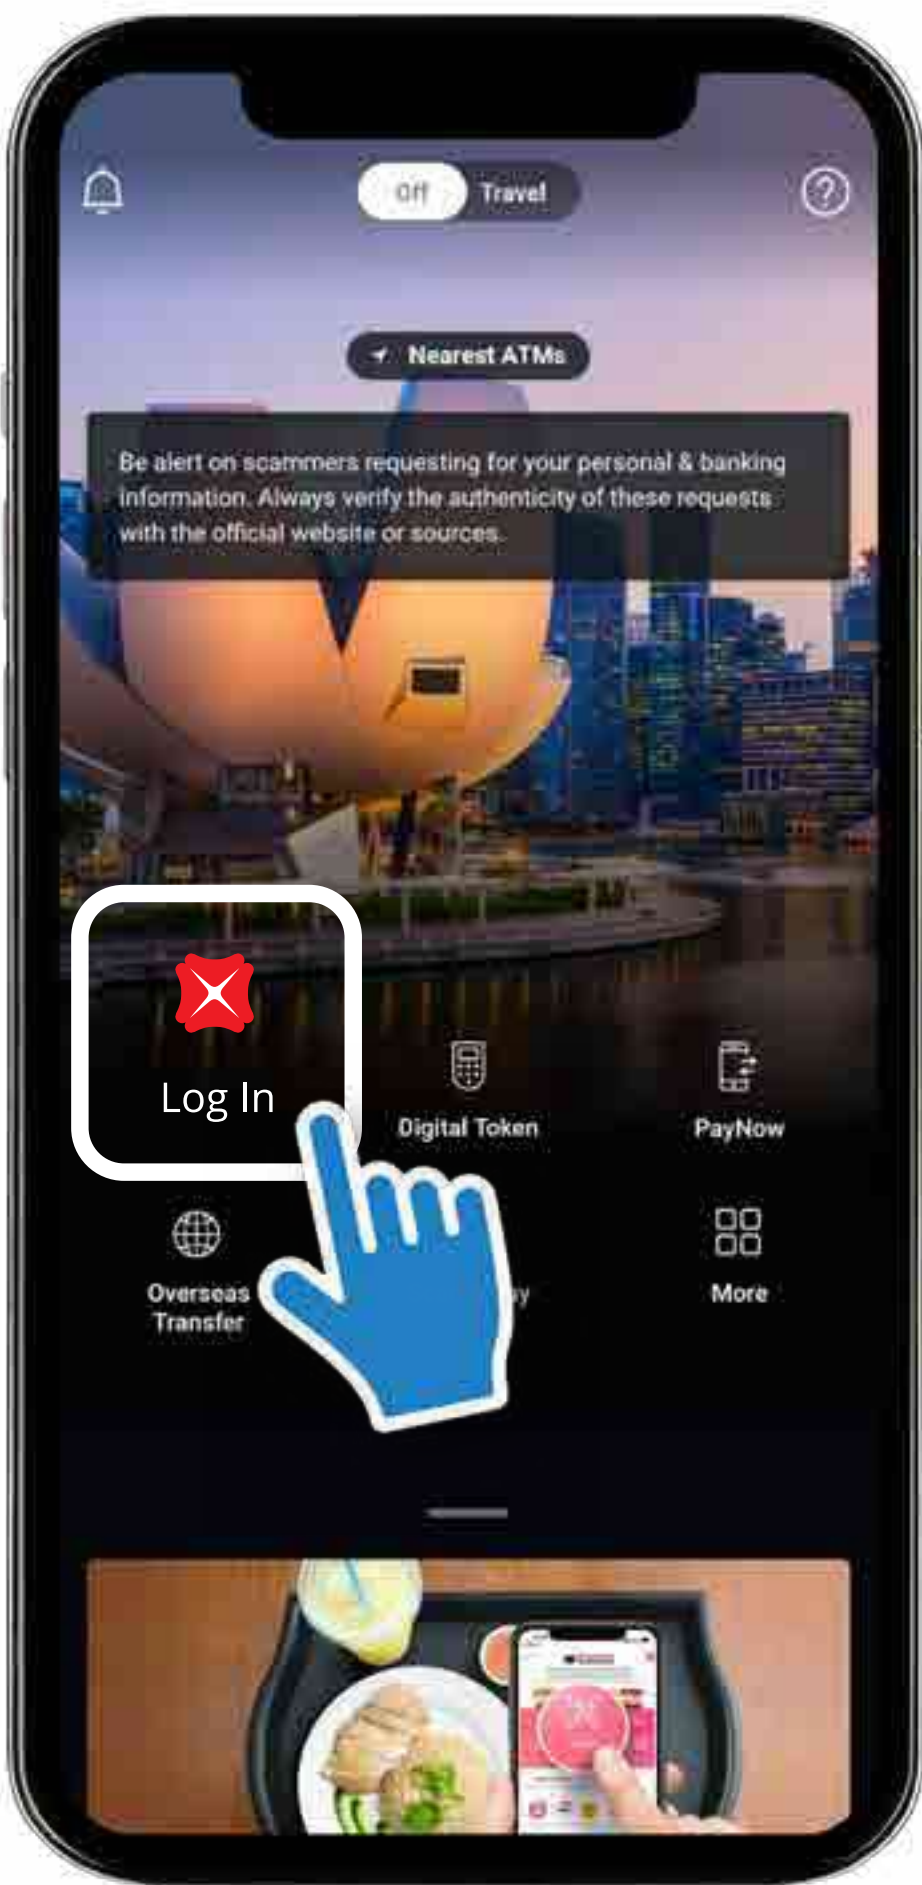 Off Travel
Nearest ATMs
Be alert on scammers requesting for your personal & banking
information. Always verify the authenticity of these requests
with the official website or sources.
Log In
Digital Token
PayNow
Overseas
Transfer
More